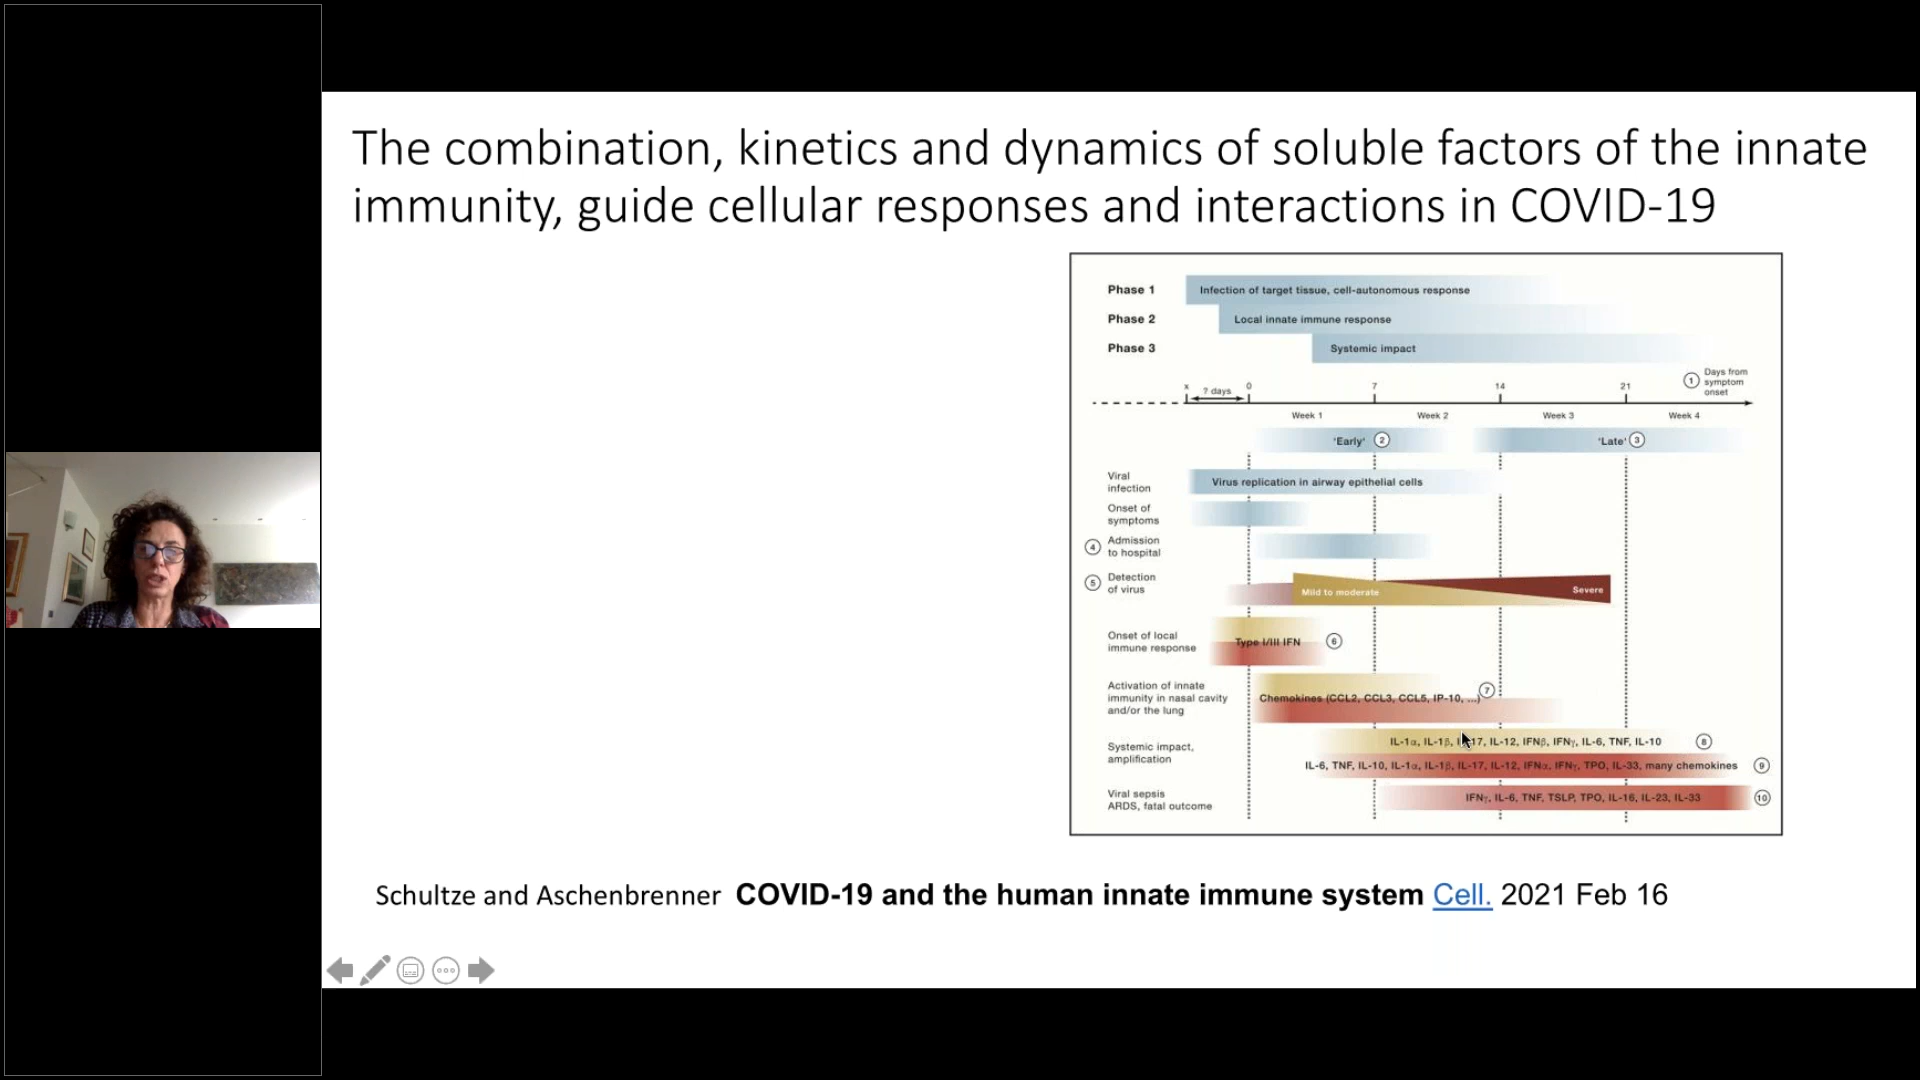 The combination, kinetics and dynamics of soluble factors of the innate
immunity, guide cellular responses and interactions in COVID-19
Phase 1 Infection of target tissue, cell-autonomous response
Phase 2 Local innate immune response
Phase 3 Systemic impact
x ? days 0 7 14 21 1 Days from
symptom
onset
Week 1 Week 2 Week 3 Week 4
'Early' 2 'Late' 3
Viral
infection
Virus replication in airway epithelial cells
Onset of
symptoms
4 Admission
to hospital
5 Detection
of virus
Mild to moderate Severe
Onset of local
immune response
Type I/III IFN 6
Activation of innate
immunity in nasal cavity
and/or the lung
Chemokines (CCL2, CCL3, CCL5, IP-10, ...) 7
Systemic impact,
amplification
IL-1α, IL-1β, IL-17, IL-12, IFNβ, IFNγ, IL-6, TNF, IL-10 8
IL-6, TNF, IL-10, IL-1α, IL-1β, IL-17, IL-12, IFNα, IFNγ, TPO, IL-33, many chemokines 9
Viral sepsis
ARDS, fatal outcome
IFNγ, IL-6, TNF, TSLP, TPO, IL-16, IL-23, IL-33 10
Schultze and Aschenbrenner COVID-19 and the human innate immune system Cell. 2021 Feb 16